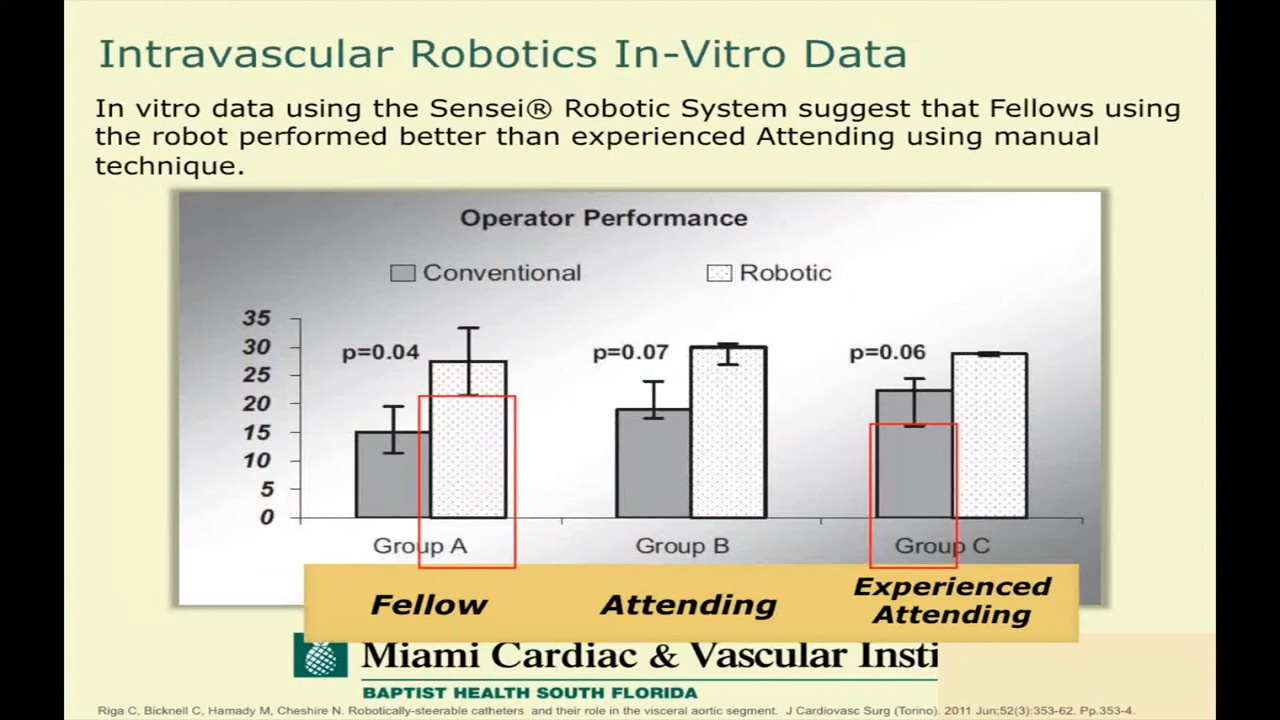 Intravascular Robotics In-Vitro Data
In vitro data using the Sensei® Robotic System suggest that Fellows using
the robot performed better than experienced Attending using manual
technique.
Operator Performance
Conventional Robotic
35
30
25
20
15
10
5
0
p=0.04 p=0.07 p=0.06
Group A Group B Group C
Fellow Attending Experienced
Attending
Miami Cardiac & Vascular Insti
BAPTIST HEALTH SOUTH FLORIDA
Riga C, Bicknell C, Hamady M, Cheshire N. Robotically-steerable catheters and their role in the visceral aortic segment. J Cardiovasc Surg (Torino). 2011 Jun;52(3):353-62. Pp.353-4.